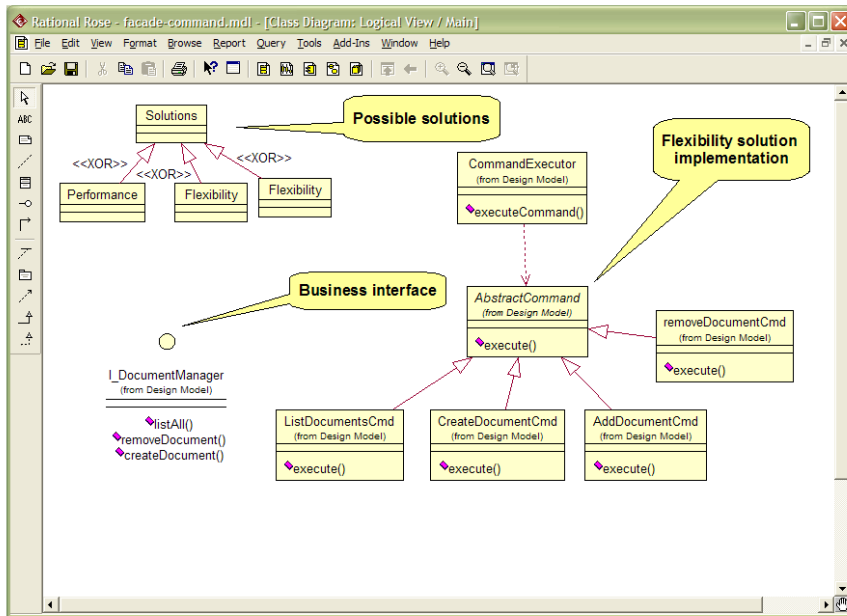 Rational Rose - facade-command.mdl - [Class Diagram: Logical View / Main]
File Edit View Format Browse Report Query Tools Add-Ins Window Help
ABC
Solutions
Possible solutions
<<XOR>>
<<XOR>>
<<XOR>>
Performance
Flexibility
Flexibility
Flexibility solution
implementation
CommandExecutor
(from Design Model)
executeCommand()
Business interface
I_DocumentManager
(from Design Model)
listAll()
removeDocument()
createDocument()
AbstractCommand
(from Design Model)
execute()
removeDocumentCmd
(from Design Model)
execute()
ListDocumentsCmd
(from Design Model)
execute()
CreateDocumentCmd
(from Design Model)
execute()
AddDocumentCmd
(from Design Model)
execute()